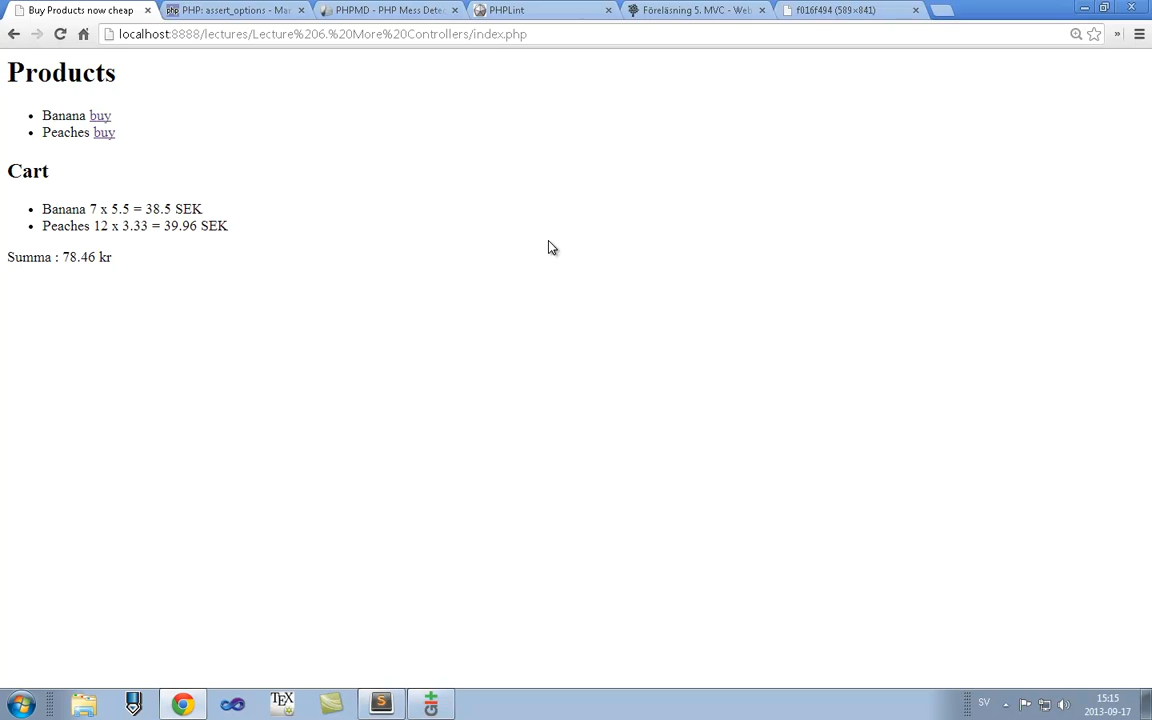 Buy Products now cheap
PHP: assert_options - Mar
PHPMD - PHP Mess Dete
PHPLint
Föreläsning 5. MVC - Web
f016f494 (589×841)
localhost:8888/lectures/Lecture%206.%20More%20Controllers/index.php
Products
Banana buy
Peaches buy
Cart
Banana 7 x 5.5 = 38.5 SEK
Peaches 12 x 3.33 = 39.96 SEK
Summa : 78.46 kr
TEX
SV
15:15
2013-09-17